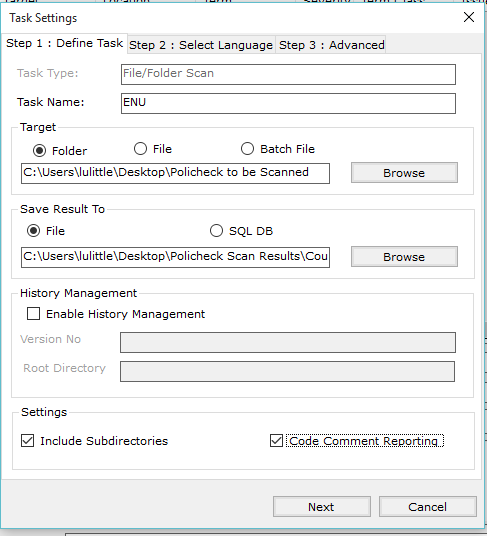 Task Settings
Step 1 : Define Task Step 2 : Select Language Step 3 : Advanced
Task Type: File/Folder Scan
Task Name: ENU
Target
Folder File Batch File
C:\Users\lulittle\Desktop\Policheck to be Scanned Browse
Save Result To
File SQL DB
C:\Users\lulittle\Desktop\Policheck Scan Results\Cou Browse
History Management
Enable History Management
Version No
Root Directory
Settings
Include Subdirectories Code Comment Reporting
Next Cancel